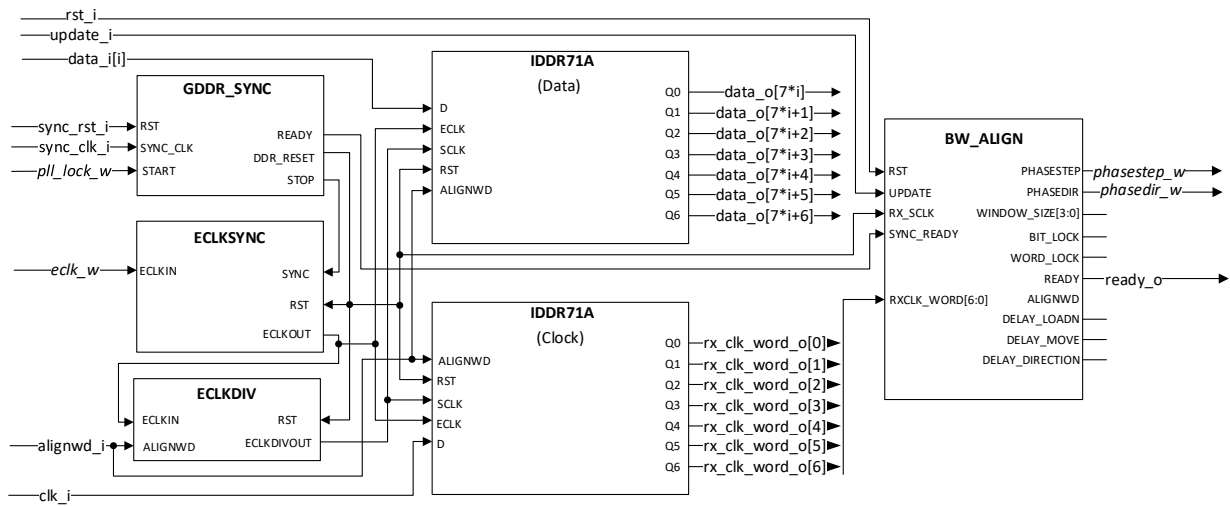 rst_i
update_i
data_i[i]
GDDR_SYNC
sync_rst_i
sync_clk_i
pll_lock_w
RST
SYNC_CLK
START
READY
DDR_RESET
STOP
ECLKSYNC
eclk_w
ECLKIN
SYNC
RST
ECLKOUT
ECLKDIV
ECLKIN
RST
alignwd_i
ALIGNWD
ECLKDIVOUT
clk_i
IDDR71A
(Data)
D
ECLK
SCLK
RST
ALIGNWD
Q0
Q1
Q2
Q3
Q4
Q5
Q6
data_o[7*i]
data_o[7*i+1]
data_o[7*i+2]
data_o[7*i+3]
data_o[7*i+4]
data_o[7*i+5]
data_o[7*i+6]
IDDR71A
(Clock)
ALIGNWD
RST
SCLK
ECLK
D
Q0
Q1
Q2
Q3
Q4
Q5
Q6
rx_clk_word_o[0]
rx_clk_word_o[1]
rx_clk_word_o[2]
rx_clk_word_o[3]
rx_clk_word_o[4]
rx_clk_word_o[5]
rx_clk_word_o[6]
BW_ALIGN
RST
UPDATE
RX_SCLK
SYNC_READY
RXCLK_WORD[6:0]
PHASESTEP
PHASEDIR
WINDOW_SIZE[3:0]
BIT_LOCK
WORD_LOCK
READY
ALIGNWD
DELAY_LOADN
DELAY_MOVE
DELAY_DIRECTION
phasestep_w
phasedir_w
ready_o